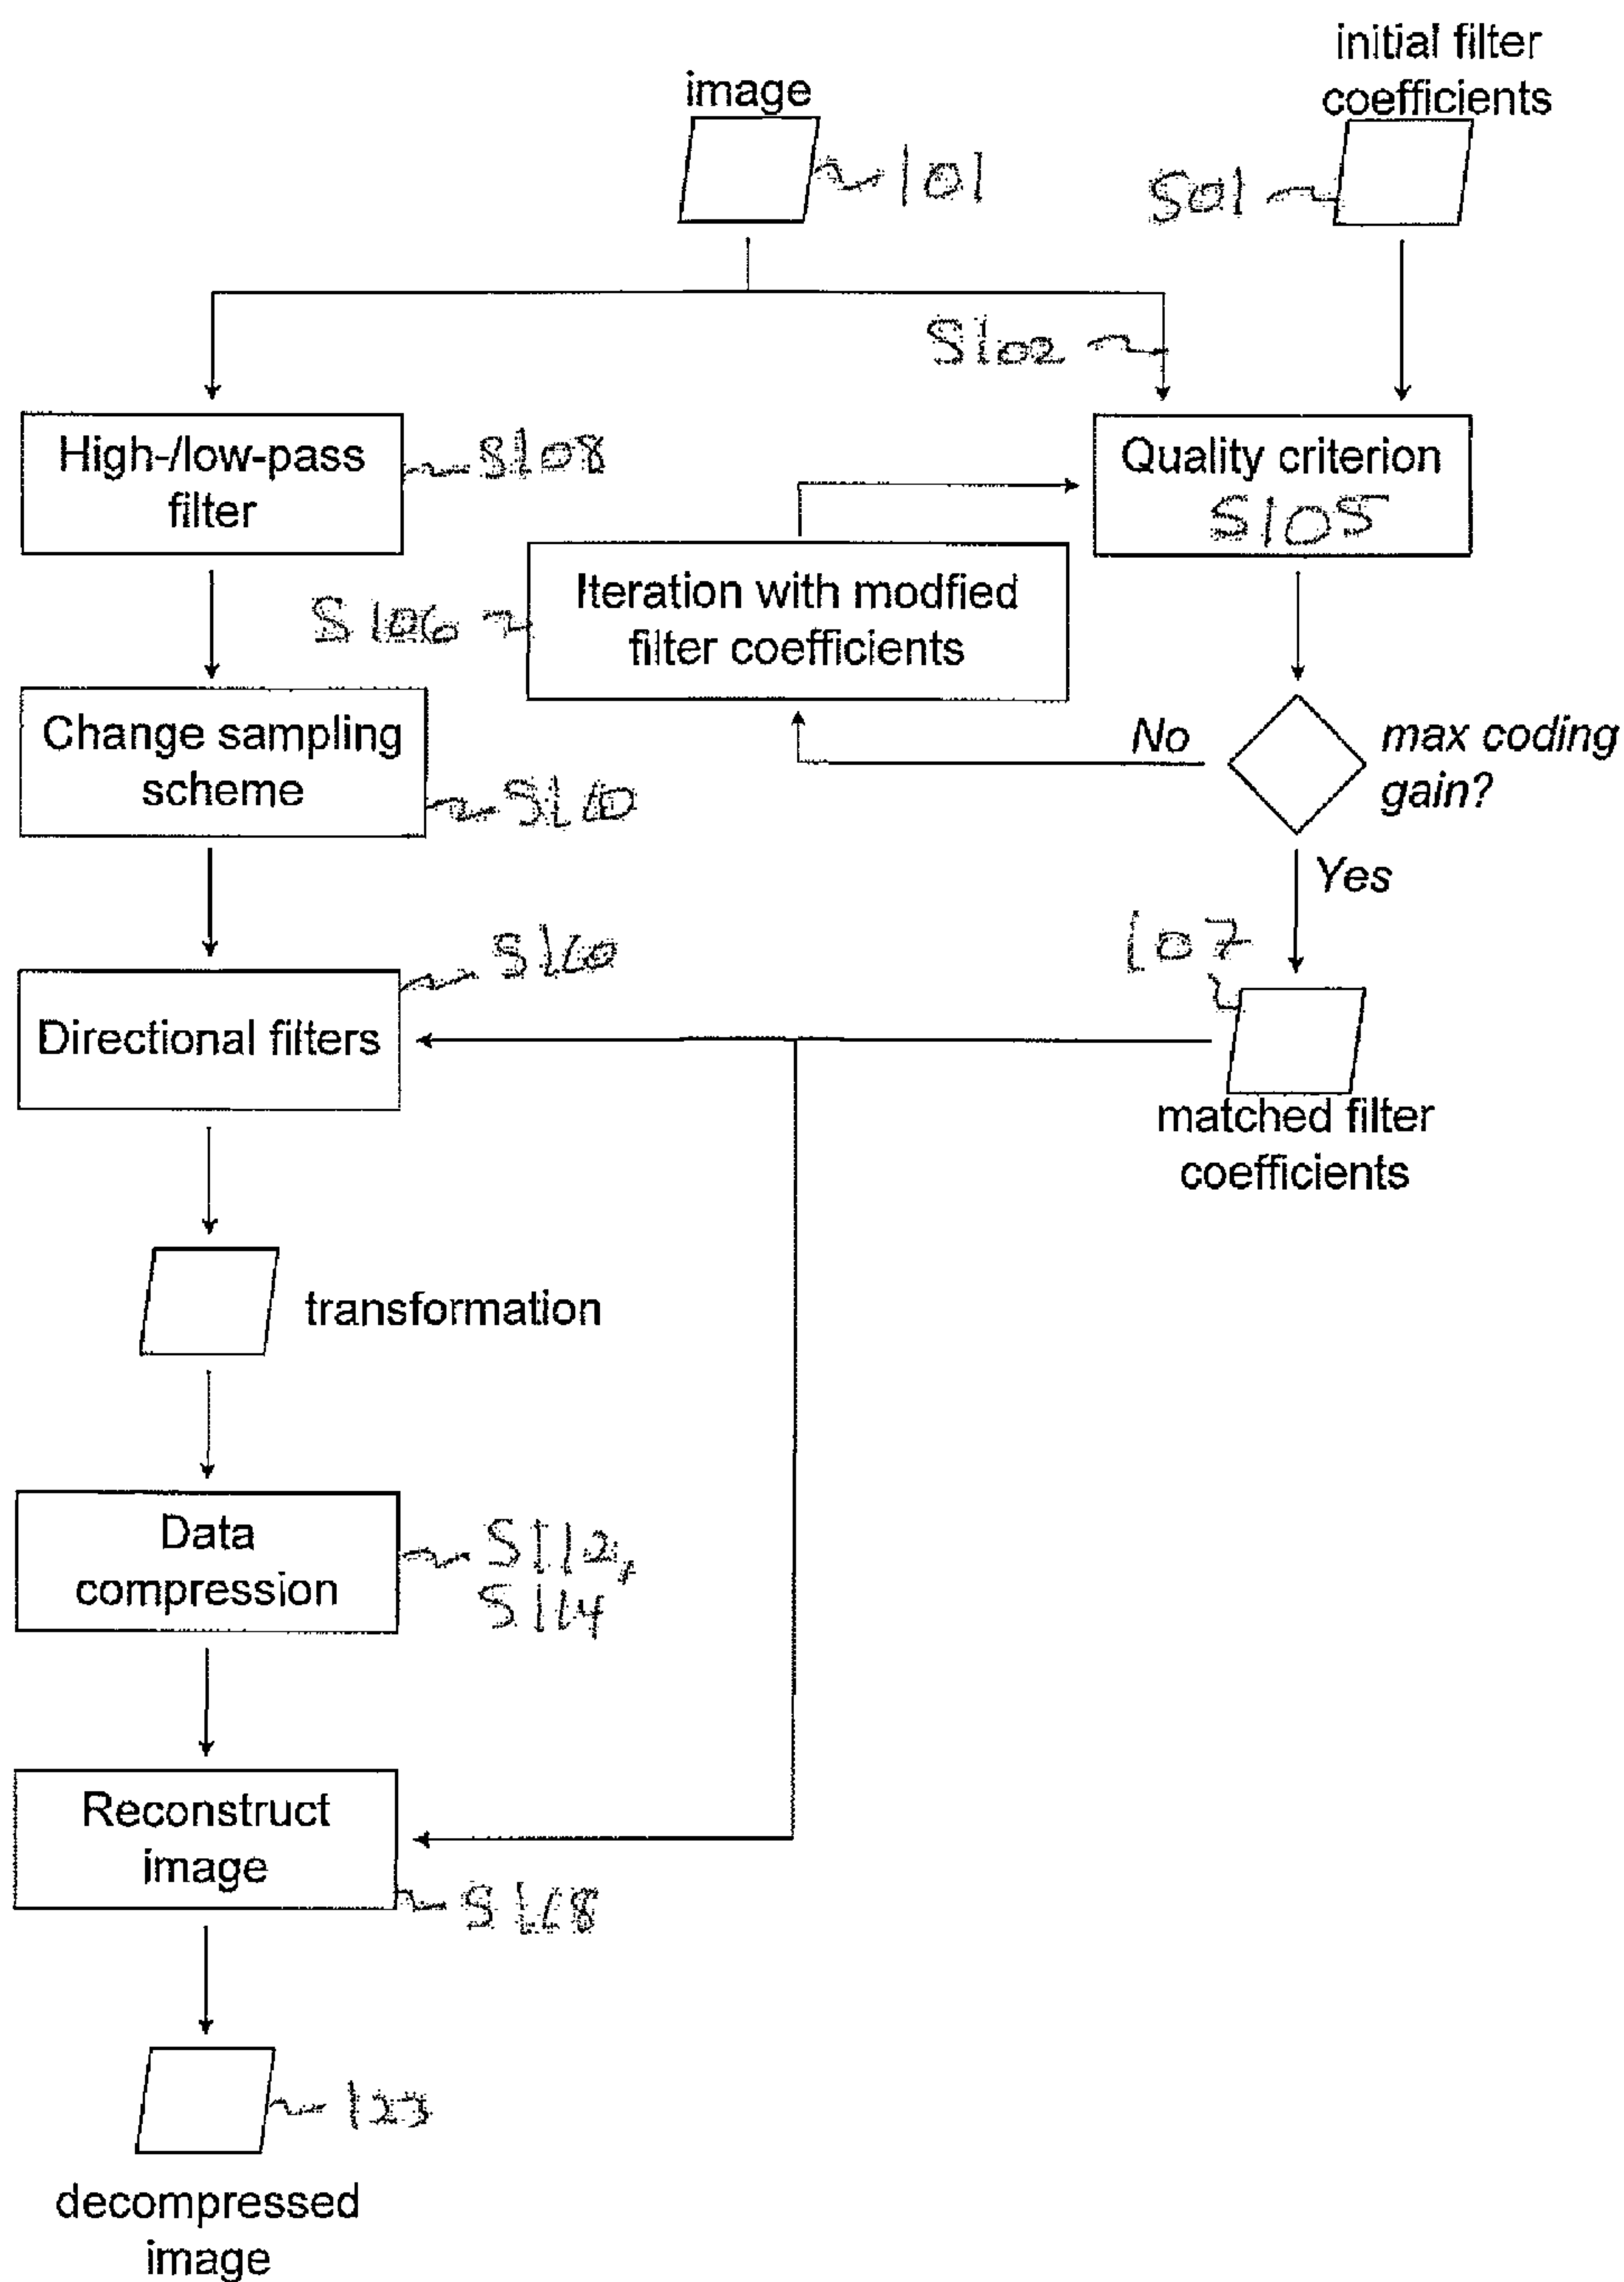 initial filter
coefficients
image
101
S01
S102
High-/low-pass
filter
S108
Quality criterion
S105
Iteration with modfied
filter coefficients
S106
Change sampling
scheme
S110
No
max coding
gain?
Yes
107
S110
Directional filters
matched filter
coefficients
transformation
Data
compression
S112,
S114
Reconstruct
image
S118
123
decompressed
image